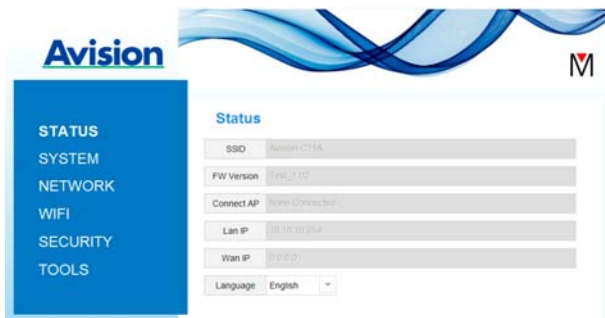 Avision
M
STATUS
SYSTEM
NETWORK
WIFI
SECURITY
TOOLS
Status
SSID Avision-C71A
FW Version Test_1.02
Connect AP None Connected
Lan IP 10.10.10.254
Wan IP 0.0.0.0
Language English